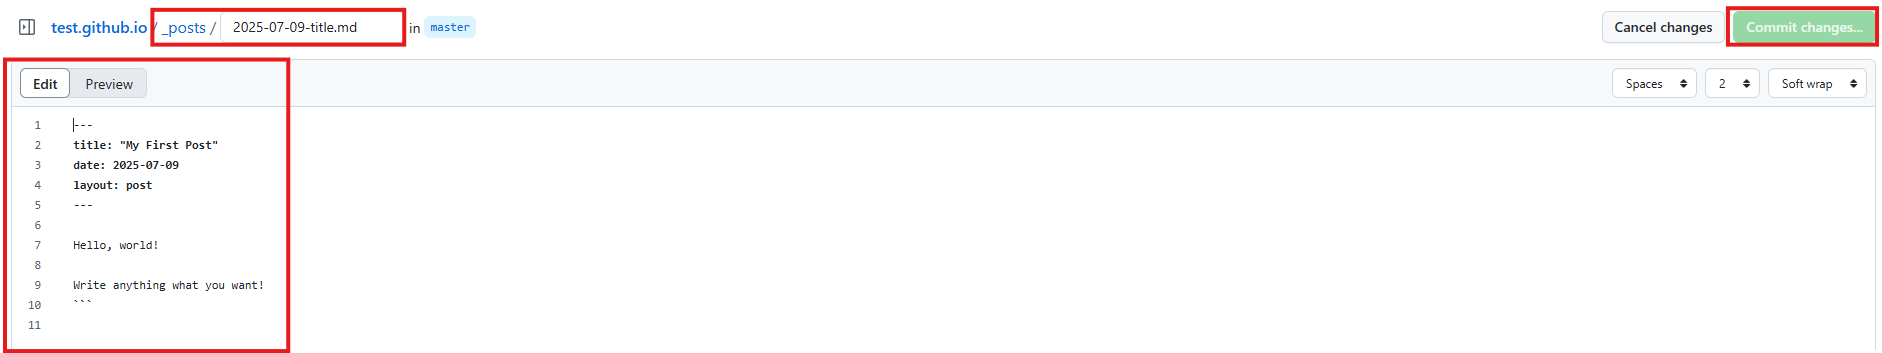 test.github.io / _posts / 2025-07-09-title.md in master Cancel changes Commit changes...
Edit Preview Spaces 2 Soft wrap
1 ---
2 title: "My First Post"
3 date: 2025-07-09
4 layout: post
5 ---
6
7 Hello, world!
8
9 Write anything what you want!
10 ```
11